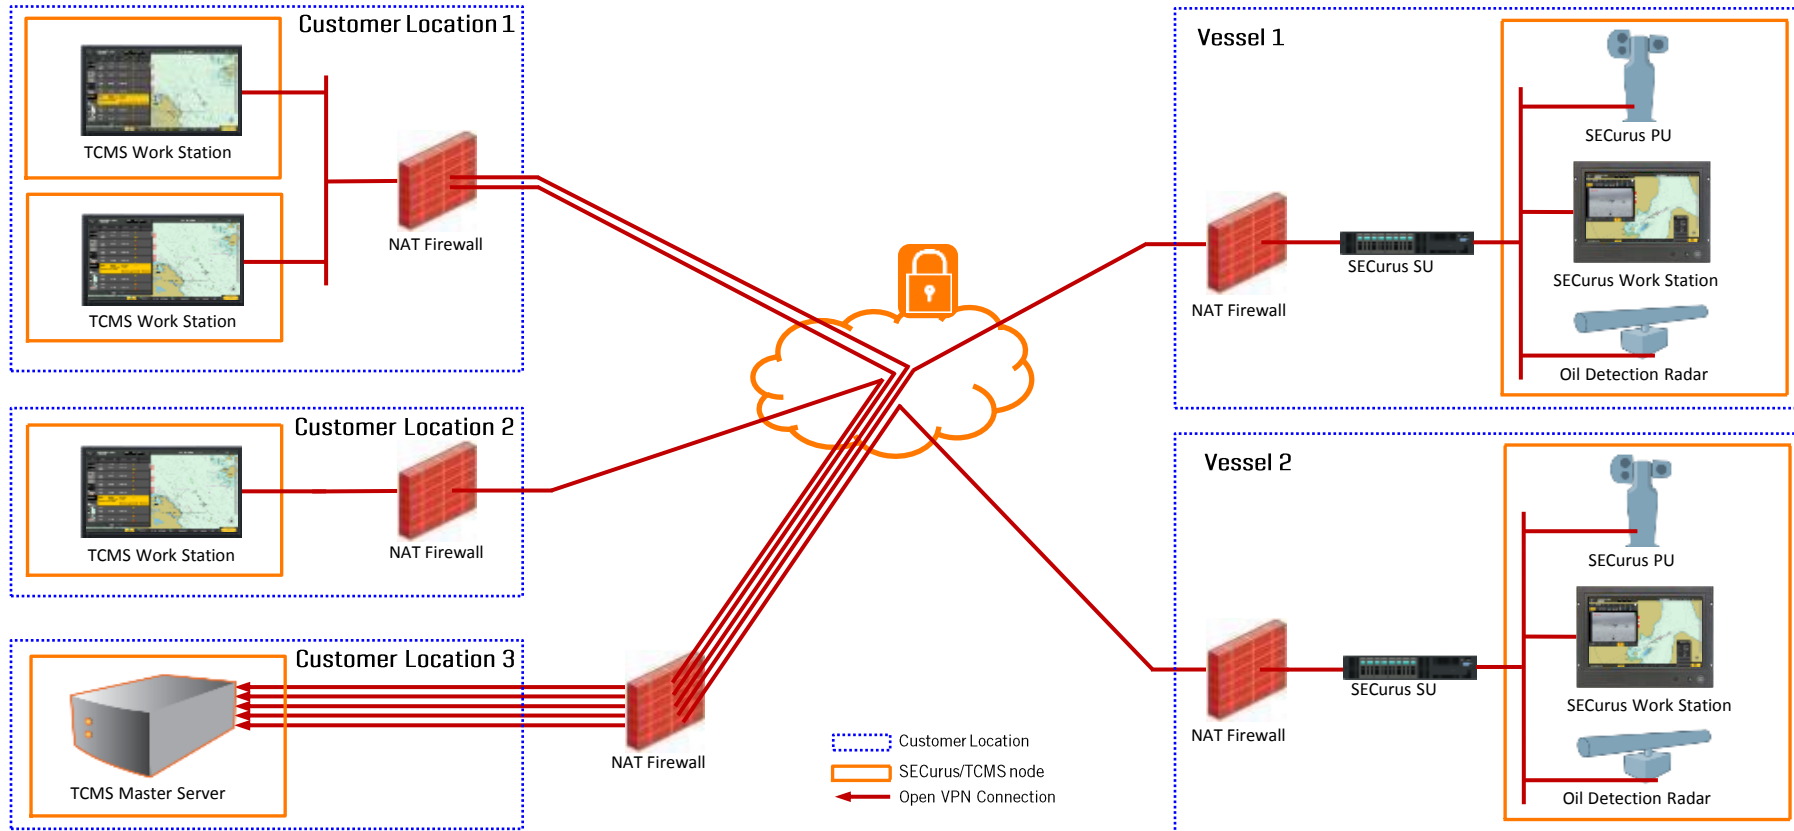 Customer Location 1
TCMS Work Station
TCMS Work Station
NAT Firewall
Customer Location 2
TCMS Work Station
NAT Firewall
Customer Location 3
TCMS Master Server
NAT Firewall
Vessel 1
NAT Firewall
SECurus SU
SECurus PU
SECurus Work Station
Oil Detection Radar
Vessel 2
NAT Firewall
SECurus SU
SECurus PU
SECurus Work Station
Oil Detection Radar
Customer Location
SECurus/TCMS node
Open VPN Connection